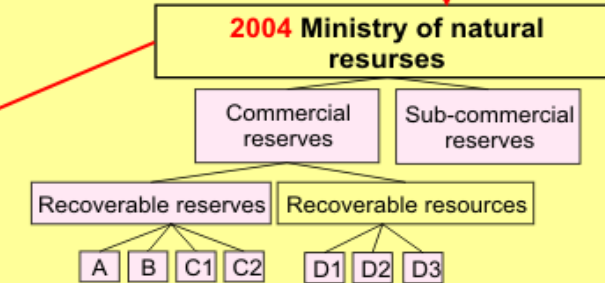 2004 Ministry of natural
resurses
Commercial
reserves
Sub-commercial
reserves
Recoverable reserves
Recoverable resources
A
B
C1
C2
D1
D2
D3